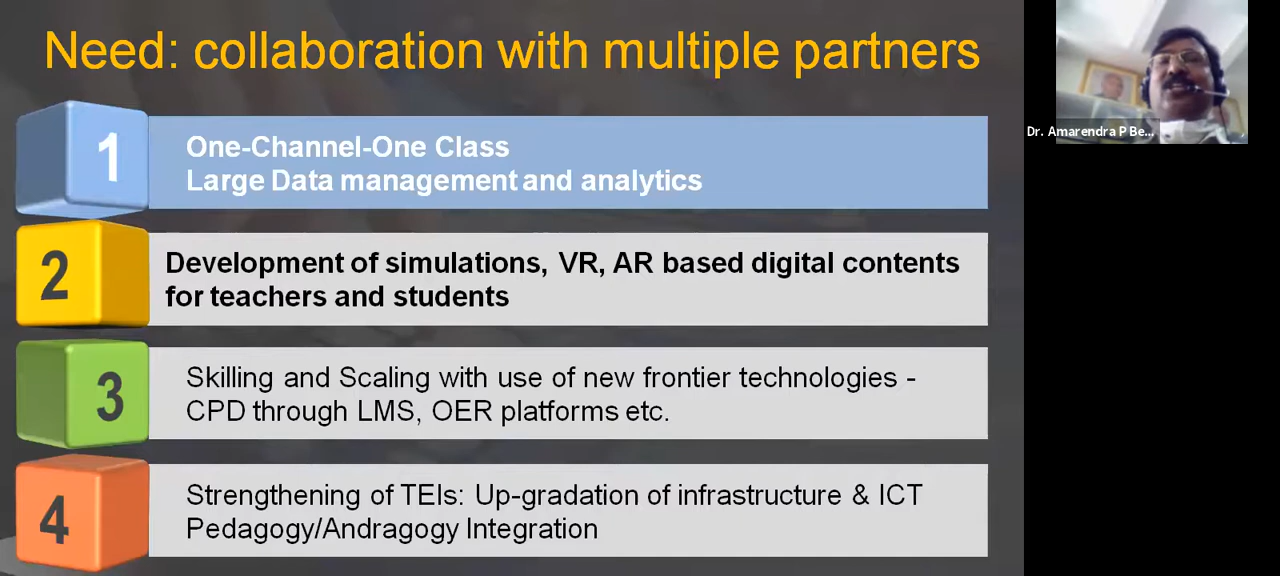 Need: collaboration with multiple partners
1
One-Channel-One Class
Large Data management and analytics
2
Development of simulations, VR, AR based digital contents
for teachers and students
3
Skilling and Scaling with use of new frontier technologies -
CPD through LMS, OER platforms etc.
4
Strengthening of TEIs: Up-gradation of infrastructure & ICT
Pedagogy/Andragogy Integration
Dr. Amarendra P Be...